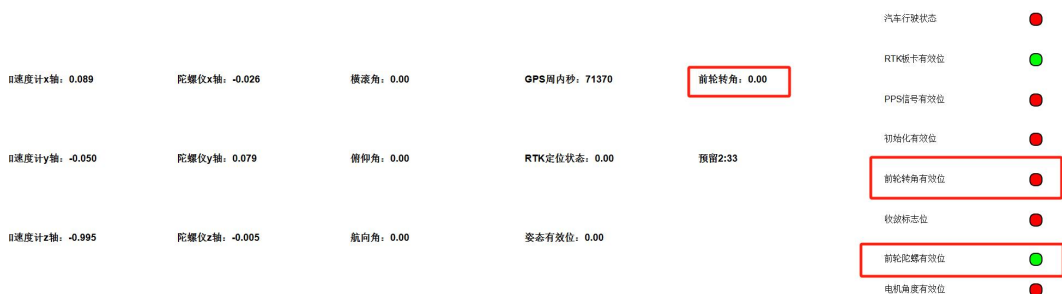 汽车行驶状态
RTK板卡有效位
速度计x轴：0.089 陀螺仪x轴：-0.026 横滚角：0.00 GPS周内秒：71370 前轮转角：0.00
PPS信号有效位
初始化有效位
速度计y轴：-0.050 陀螺仪y轴：0.079 俯仰角：0.00 RTK定位状态：0.00 预留2:33
前轮转角有效位
收敛标志位
速度计z轴：-0.995 陀螺仪z轴：-0.005 航向角：0.00 姿态有效位：0.00
前轮陀螺有效位
电机角度有效位